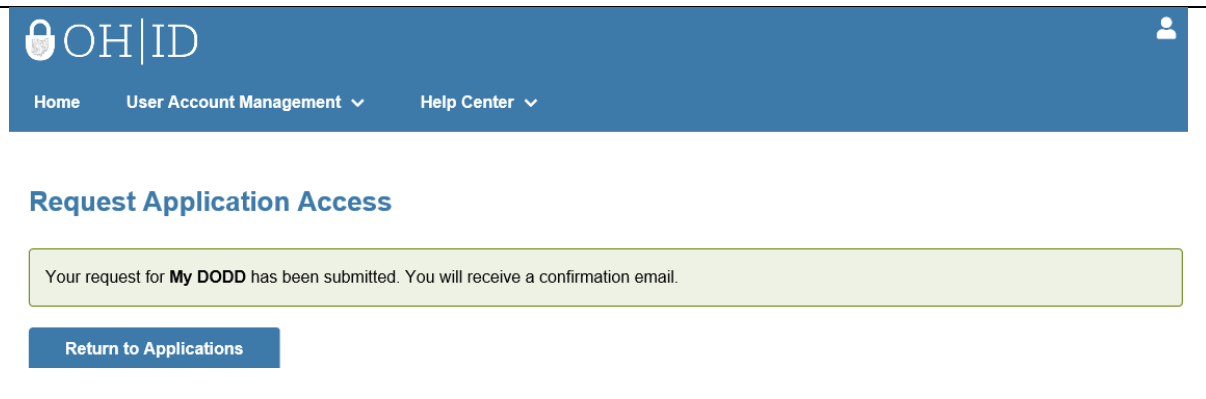 OH|ID
Home User Account Management Help Center
Request Application Access
Your request for My DODD has been submitted. You will receive a confirmation email.
Return to Applications